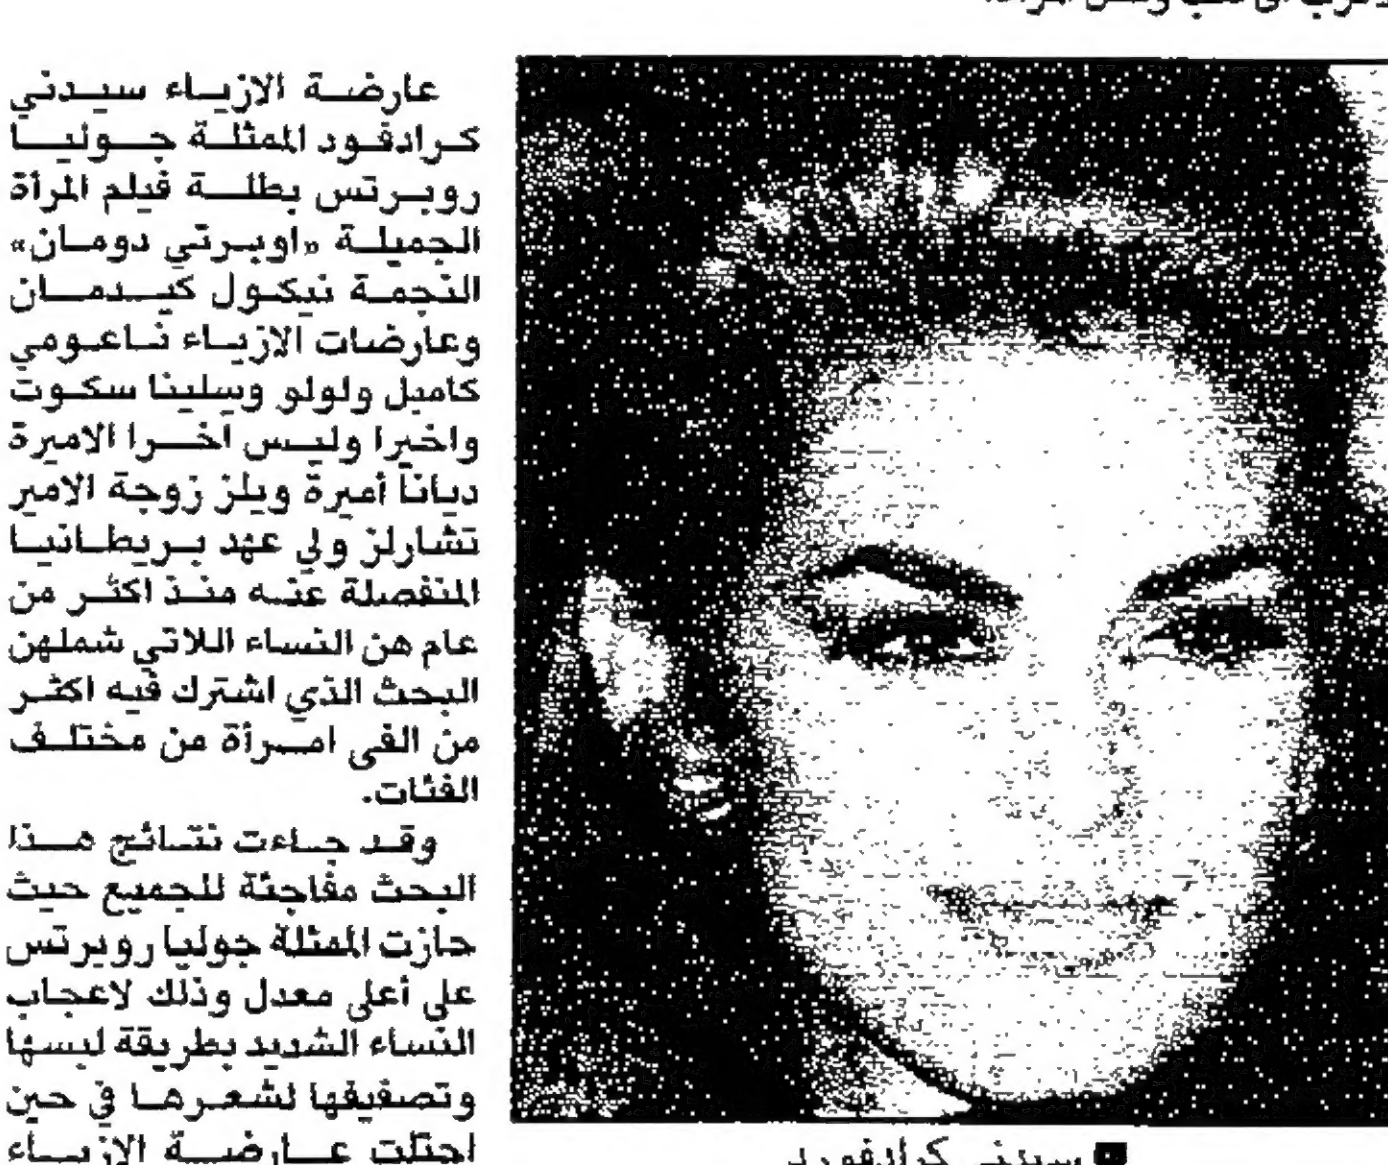 عارضة الازياء سيدني
كرادفود الممثلة جوليا
روبرتس بطلة فيلم المرأة
الجميلة «اوبرتي دومان»
النجمة نيكول كيدمان
وعارضات الازياء ناعومي
كامبل ولولو وسلينا سكوت
واخيرا وليس آخرا الاميرة
ديانا أميرة ويلز زوجة الامير
تشارلز ولي عهد بريطانيا
المنفصلة عنه منذ اكثر من
عام هن النساء اللاتي شملهن
البحث الذي اشترك فيه اكثر
من الفى امرأة من مختلف
الفئات.
وقد جاءت نتائج هذا
البحث مفاجئة للجميع حيث
حازت الممثلة جوليا روبرتس
على أعلى معدل وذلك لاعجاب
النساء الشديد بطريقة لبسها
وتصفيفها لشعرها في حين
احتلت عارضة الازياء
■ سيدني كرادفورد